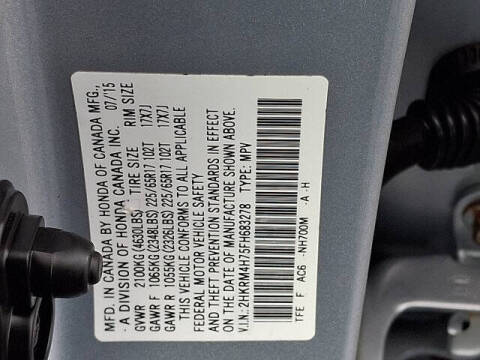 MFD. IN CANADA BY HONDA OF CANADA MFG.,
-A DIVISION OF HONDA CANADA INC. 07/15
TIRE SIZE RIM SIZE
GVWR 2100KG (4630LBS)
GAWR F 1065KG (2348LBS) 225/65R17 102T 17X7J
GAWR R 1055KG (2326LBS) 225/65R17 102T 17X7J
THIS VEHICLE CONFORMS TO ALL APPLICABLE
FEDERAL MOTOR VEHICLE SAFETY
AND THEFT PREVENTION STANDARDS IN EFFECT
ON THE DATE OF MANUFACTURE SHOWN ABOVE.
V.I.N.: 2HKRM4H75FH683278 TYPE: MPV
TFE F AC6 -NH700M -A -H